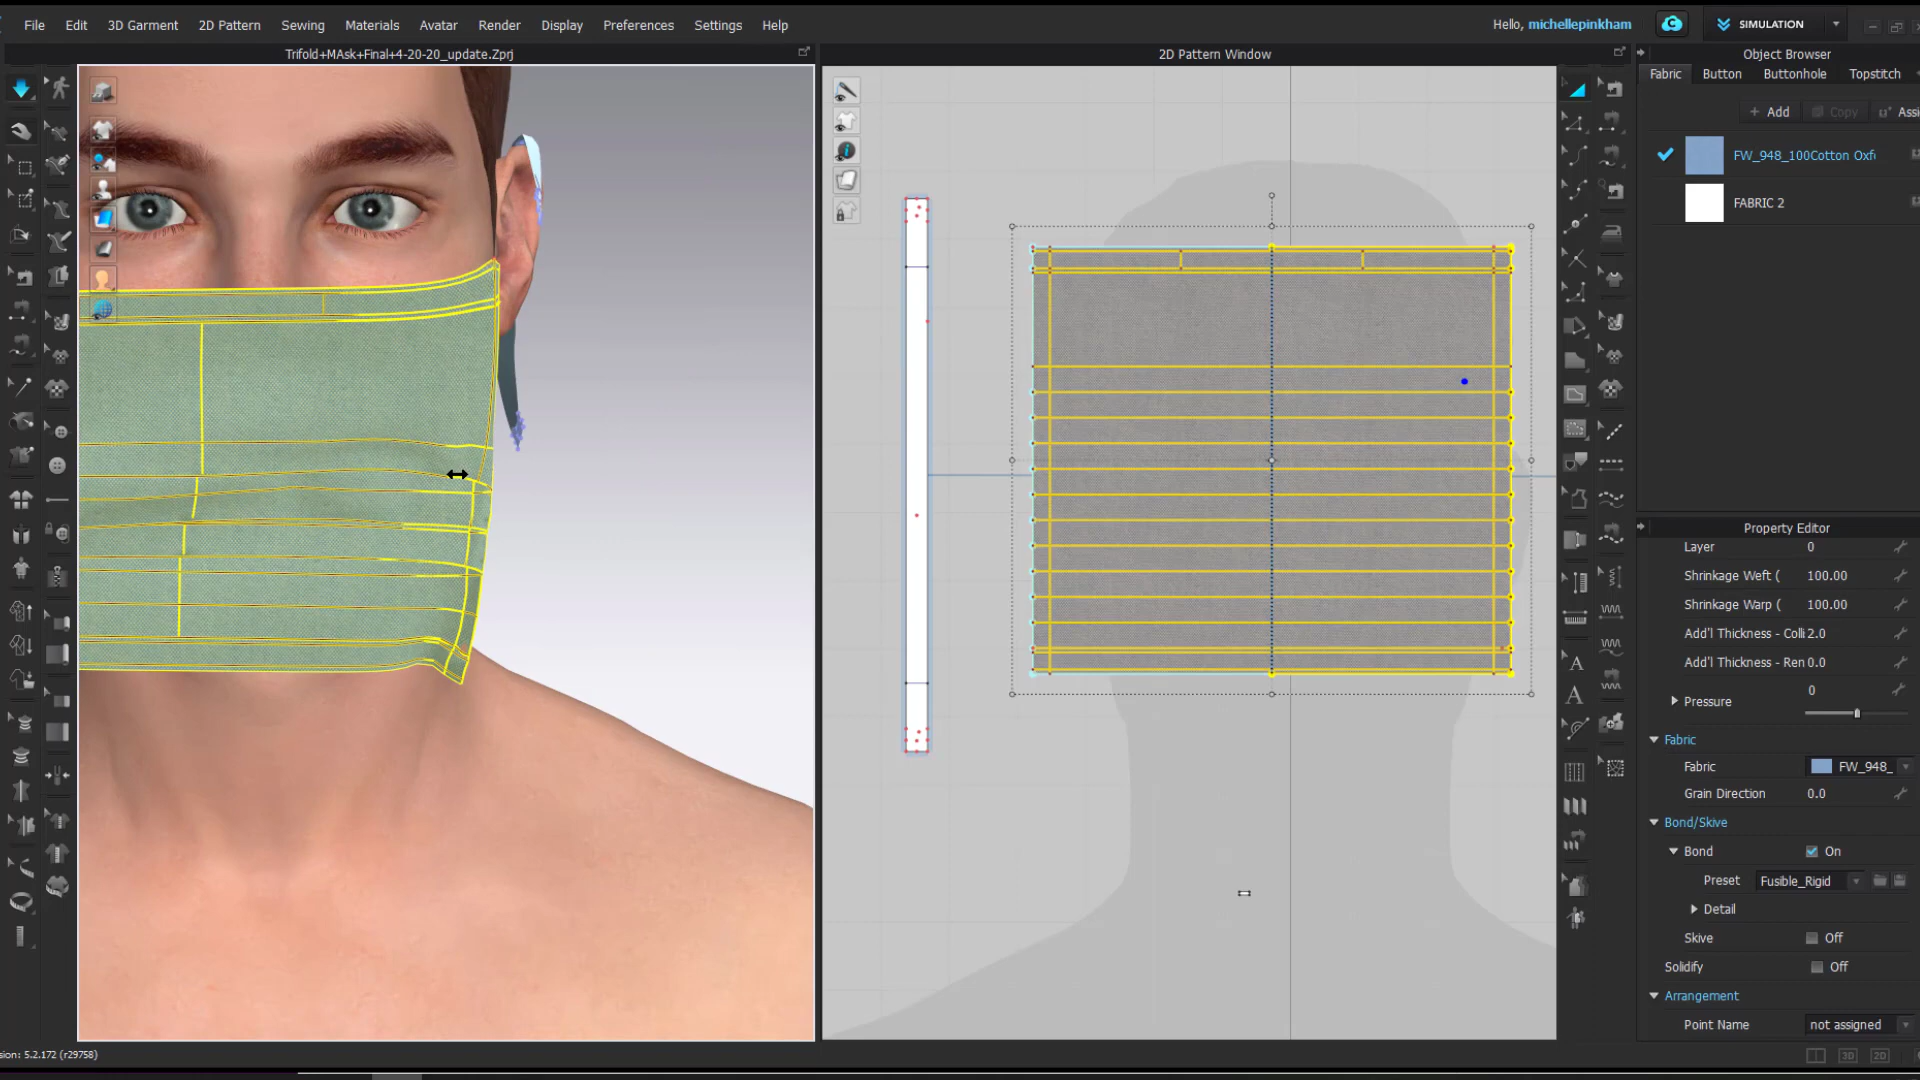 File Edit 3D Garment 2D Pattern Sewing Materials Avatar Render Display Preferences Settings Help
Hello, michellepinkham
SIMULATION
Trifold+MAsk+Final+4-20-20_update.Zprj
2D Pattern Window
Object Browser
Fabric Button Buttonhole Topstitch
+ Add Copy Assi
FW_948_100Cotton Oxf
FABRIC 2
Property Editor
Layer 0
Shrinkage Weft ( 100.00
Shrinkage Warp ( 100.00
Add'l Thickness - Colli 2.0
Add'l Thickness - Ren 0.0
Pressure 0
Fabric
Fabric FW_948_
Grain Direction 0.0
Bond/Skive
Bond On
Preset Fusible_Rigid
Detail
Skive Off
Solidify Off
Arrangement
Point Name not assigned
sion: 5.2.172 (r29758)
3D 2D